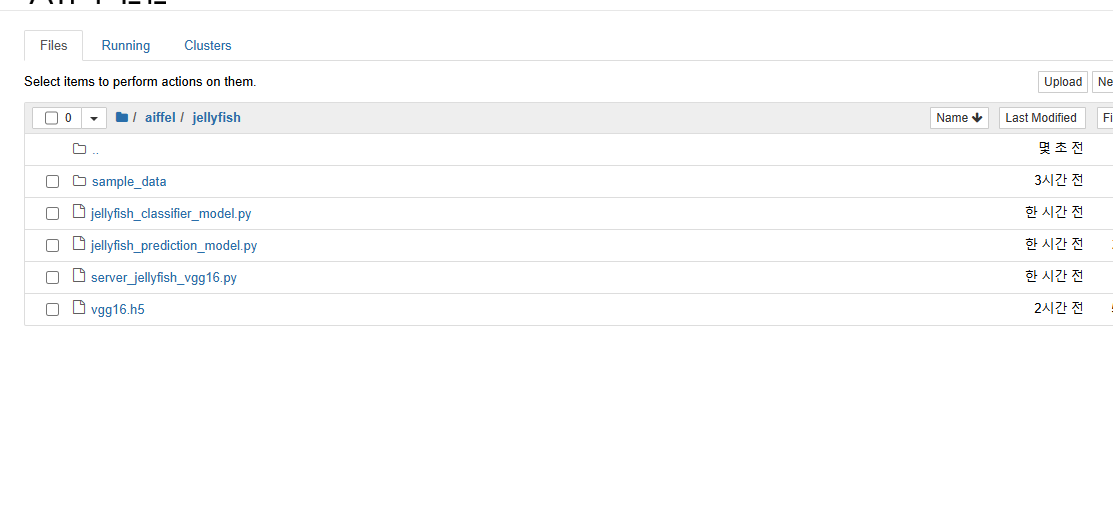 Files Running Clusters
Select items to perform actions on them.
Upload
0 / aiffel / jellyfish Name Last Modified
.. 몇 초 전
sample_data 3시간 전
jellyfish_classifier_model.py 한 시간 전
jellyfish_prediction_model.py 한 시간 전
server_jellyfish_vgg16.py 한 시간 전
vgg16.h5 2시간 전